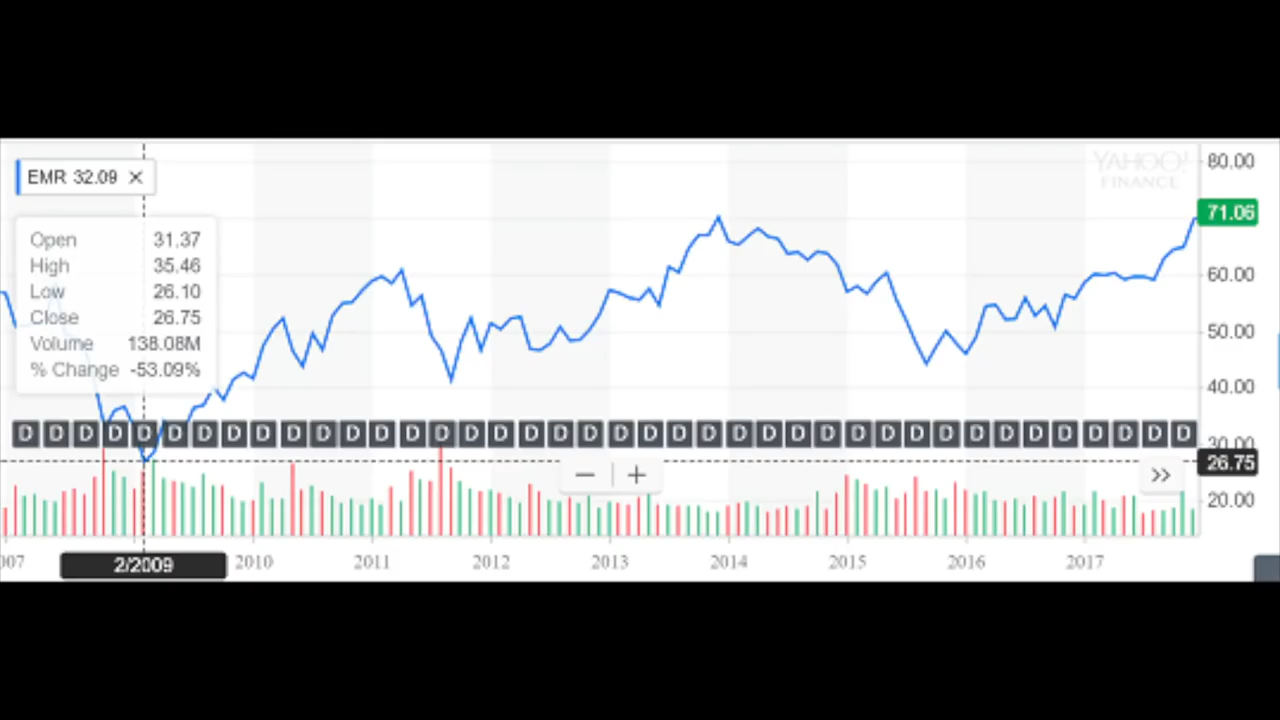 YAHOO!
FINANCE
EMR 32.09 ×
Open 31.37
High 35.46
Low 26.10
Close 26.75
Volume 138.08M
% Change -53.09%
80.00
71.06
60.00
50.00
40.00
D D D D D D D D D D D D D D D D D D D D D D D D D D D D D D D D D D D D D D D D
30.00
26.75
− + »
20.00
007 2/2009 2010 2011 2012 2013 2014 2015 2016 2017